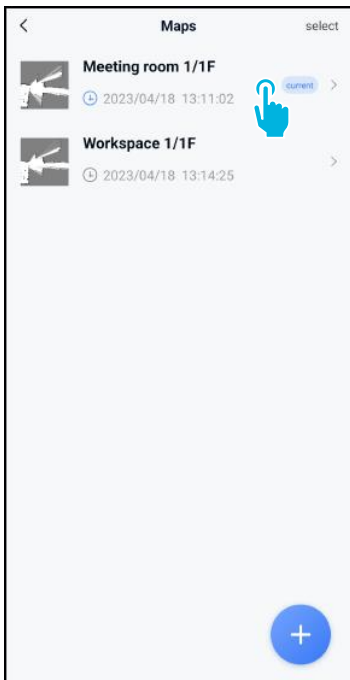 Maps
select
Meeting room 1/1F
2023/04/18 13:11:02
current
Workspace 1/1F
2023/04/18 13:14:25